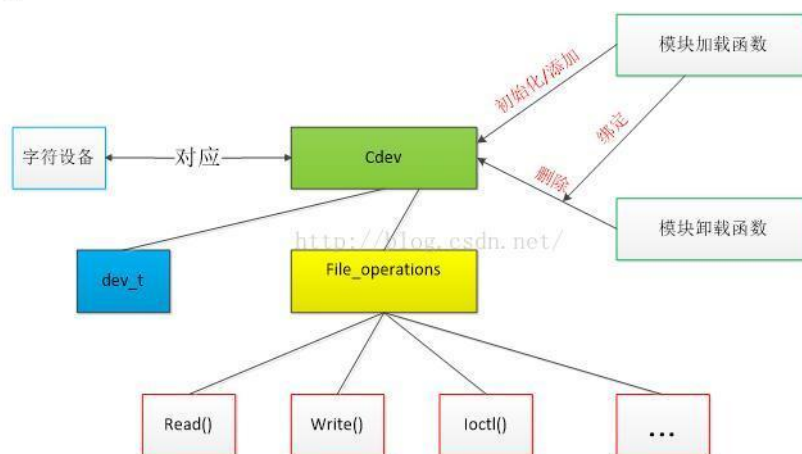 模块加载函数
初始化/添加
绑定
字符设备
对应
Cdev
删除
模块卸载函数
http://blog.csdn.net/
dev_t
File_operations
Read()
Write()
Ioctl()
...